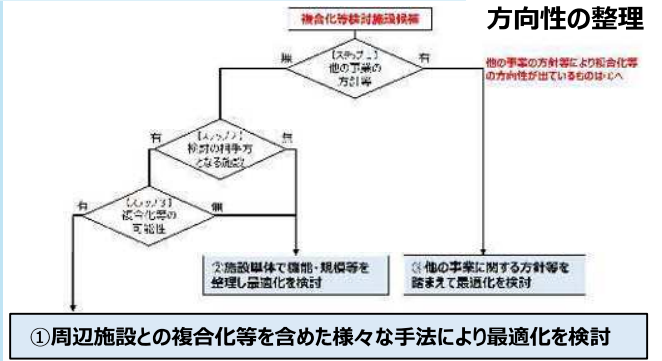 方向性の整理
複合化等検討施設候補
【ステップ1】
他の事業の
方針等
無
有
他の事業の方針等により複合化等
の方向性が出ているものは③へ
【ステップ2】
検討の相手方
となる施設
有
無
【ステップ3】
複合化等の
可能性
有
無
②施設単体で機能・規模等を
整理し最適化を検討
③他の事業に関する方針等を
踏まえて最適化を検討
①周辺施設との複合化等を含めた様々な手法により最適化を検討